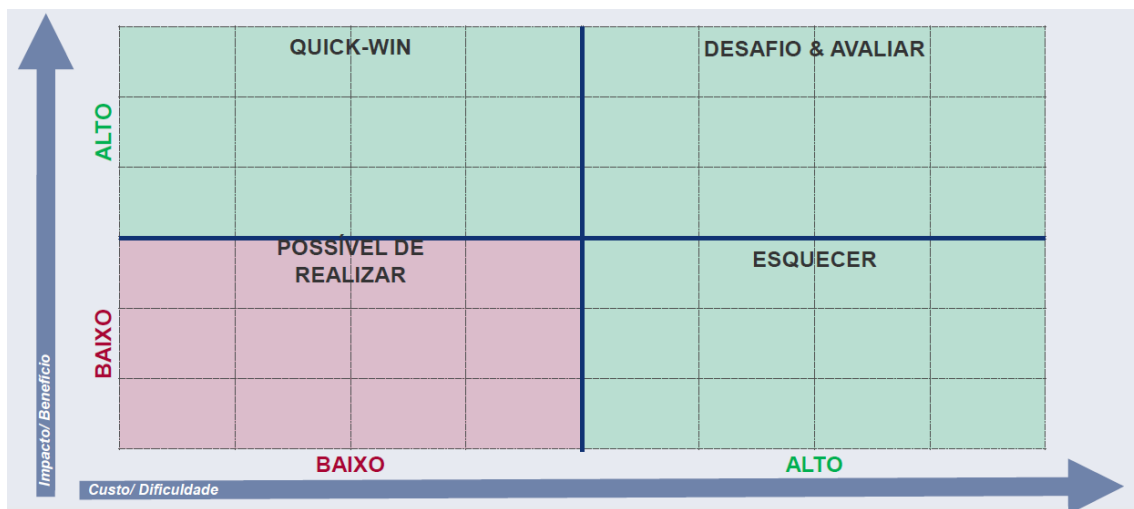 QUICK-WIN
DESAFIO & AVALIAR
ALTO
POSSÍVEL DE
REALIZAR
ESQUECER
BAIXO
Impacto/ Benefício
BAIXO
ALTO
Custo/ Dificuldade